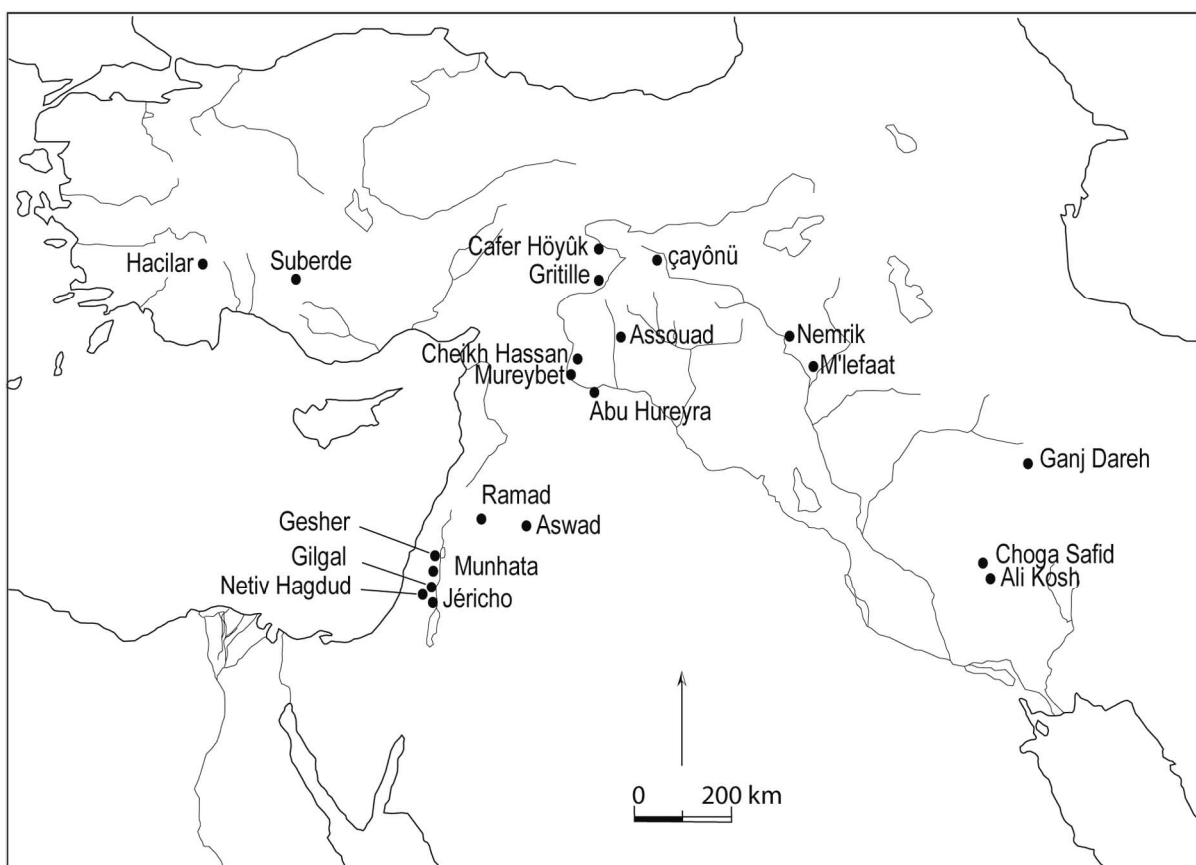 Cafer Höyûk
çayônü
Hacilar
Suberde
Gritille
Assouad
Nemrik
Cheikh Hassan
M'lefaat
Mureybet
Abu Hureyra
Ganj Dareh
Ramad
Gesher
Aswad
Gilgal
Munhata
Choga Safid
Netiv Hagdud
Ali Kosh
Jéricho
0 200 km